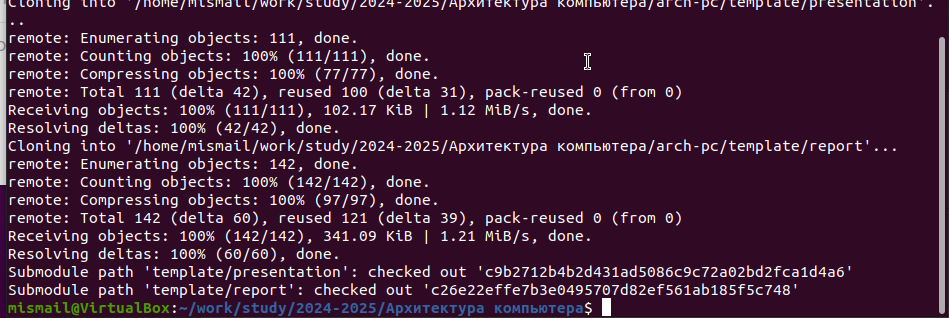 Cloning into '/home/mismail/work/study/2024-2025/Архитектура компьютера/arch-pc/template/presentation'.
..
remote: Enumerating objects: 111, done.
remote: Counting objects: 100% (111/111), done.
remote: Compressing objects: 100% (77/77), done.
remote: Total 111 (delta 42), reused 100 (delta 31), pack-reused 0 (from 0)
Receiving objects: 100% (111/111), 102.17 KiB | 1.12 MiB/s, done.
Resolving deltas: 100% (42/42), done.
Cloning into '/home/mismail/work/study/2024-2025/Архитектура компьютера/arch-pc/template/report'...
remote: Enumerating objects: 142, done.
remote: Counting objects: 100% (142/142), done.
remote: Compressing objects: 100% (97/97), done.
remote: Total 142 (delta 60), reused 121 (delta 39), pack-reused 0 (from 0)
Receiving objects: 100% (142/142), 341.09 KiB | 1.21 MiB/s, done.
Resolving deltas: 100% (60/60), done.
Submodule path 'template/presentation': checked out 'c9b2712b4b2d431ad5086c9c72a02bd2fca1d4a6'
Submodule path 'template/report': checked out 'c26e22effe7b3e0495707d82ef561ab185f5c748'
mismail@VirtualBox:~/work/study/2024-2025/Архитектура компьютера$